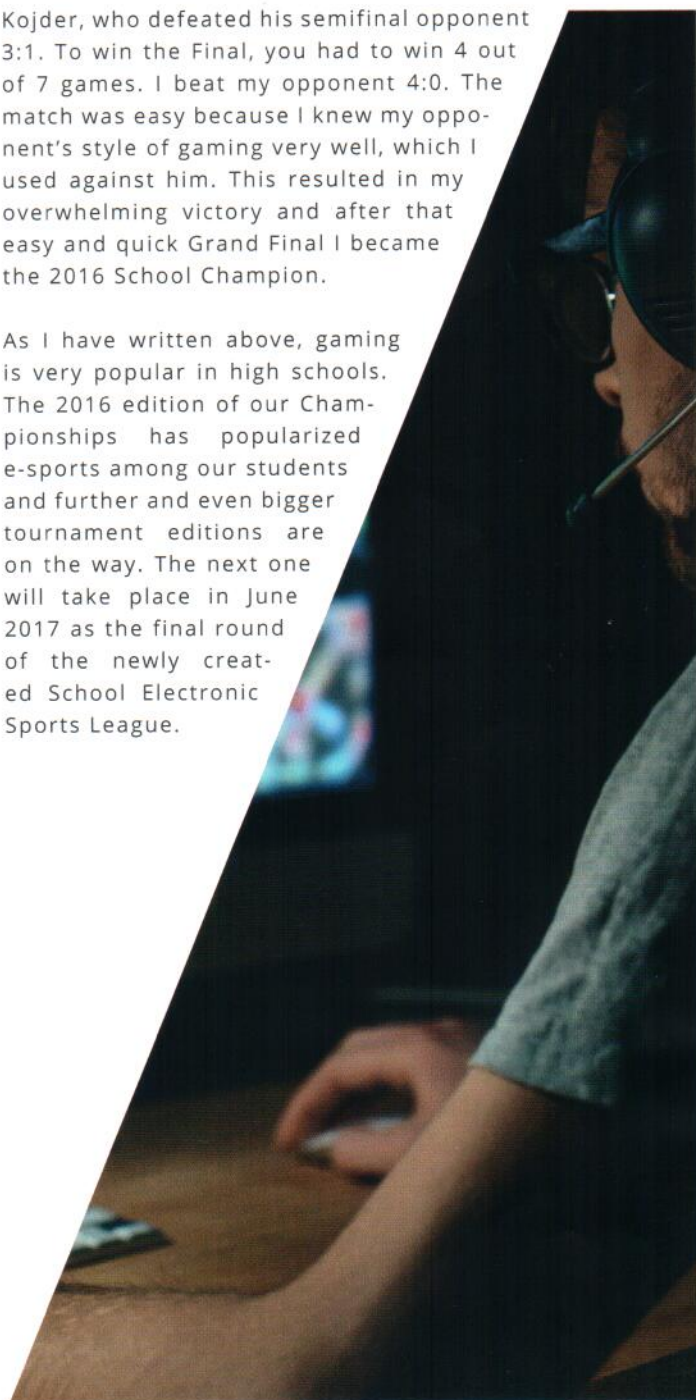 Kojder, who defeated his semifinal opponent
3:1. To win the Final, you had to win 4 out
of 7 games. I beat my opponent 4:0. The
match was easy because I knew my oppo-
nent's style of gaming very well, which I
used against him. This resulted in my
overwhelming victory and after that
easy and quick Grand Final I became
the 2016 School Champion.

As I have written above, gaming
is very popular in high schools.
The 2016 edition of our Cham-
pionships has popularized
e-sports among our students
and further and even bigger
tournament editions are
on the way. The next one
will take place in June
2017 as the final round
of the newly creat-
ed School Electronic
Sports League.